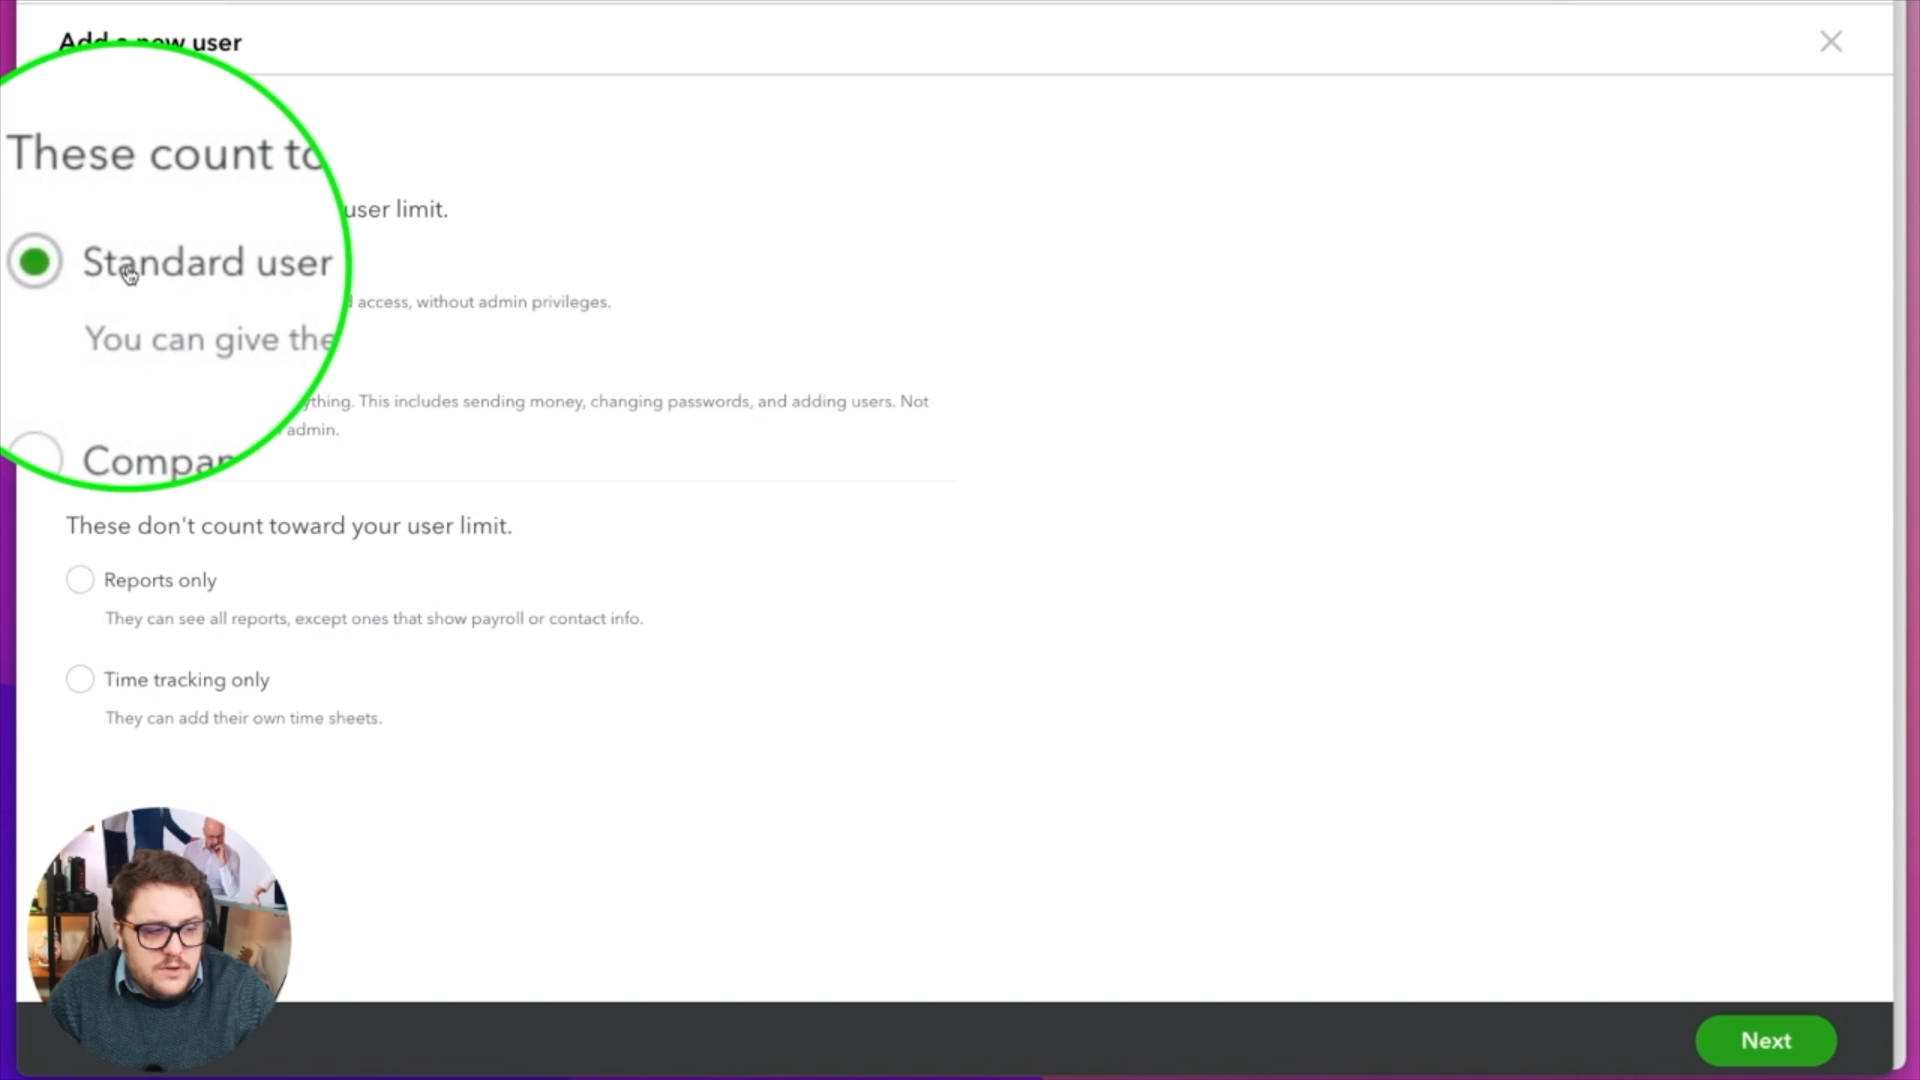 Add a new user
These count to
user limit.
Standard user
access, without admin privileges.
You can give the
ything. This includes sending money, changing passwords, and adding users. Not
admin.
Compan
These don't count toward your user limit.
Reports only
They can see all reports, except ones that show payroll or contact info.
Time tracking only
They can add their own time sheets.
Next